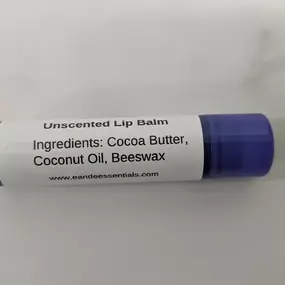 Unscented Lip Balm
Ingredients: Cocoa Butter,
Coconut Oil, Beeswax
www.eandeessentials.com